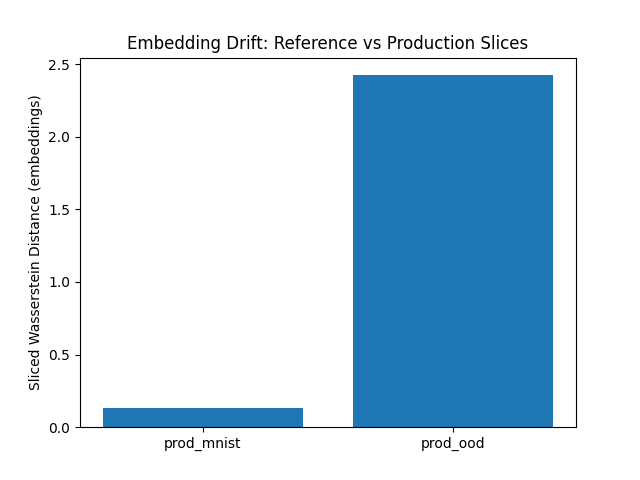 Embedding Drift: Reference vs Production Slices
Sliced Wasserstein Distance (embeddings)
2.5
2.0
1.5
1.0
0.5
0.0
prod_mnist
prod_ood